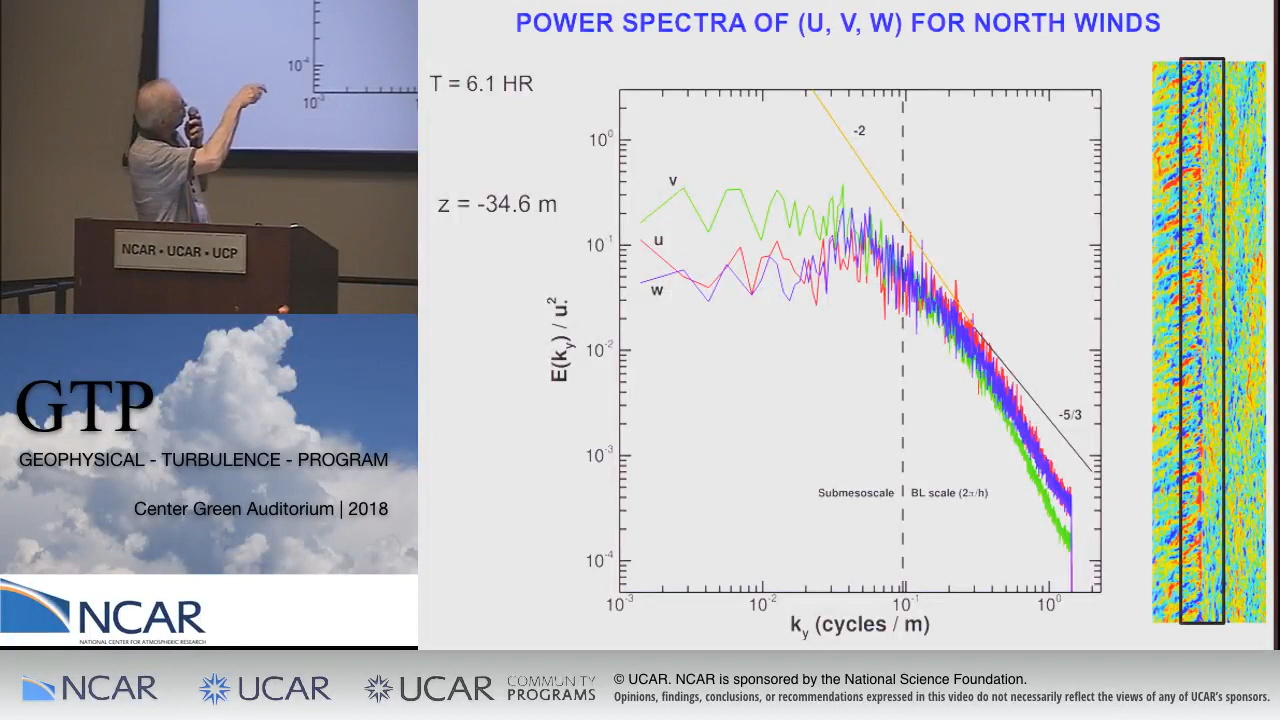 POWER SPECTRA OF (U, V, W) FOR NORTH WINDS
T = 6.1 HR
z = -34.6 m
10⁻⁴
10⁻³
NCAR • UCAR • UCP
GTP
GEOPHYSICAL - TURBULENCE - PROGRAM
Center Green Auditorium | 2018
NCAR
NATIONAL CENTER FOR ATMOSPHERIC RESEARCH
E(k_y) / u²*
10⁰
10⁻¹
10⁻²
10⁻³
10⁻⁴
v
u
w
-2
-5/3
Submesoscale
BL scale (2π/h)
10⁻³ 10⁻² 10⁻¹ 10⁰
k_y (cycles / m)
NCAR UCAR UCAR COMMUNITY PROGRAMS
© UCAR. NCAR is sponsored by the National Science Foundation.
Opinions, findings, conclusions, or recommendations expressed in this video do not necessarily reflect the views of any of UCAR's sponsors.